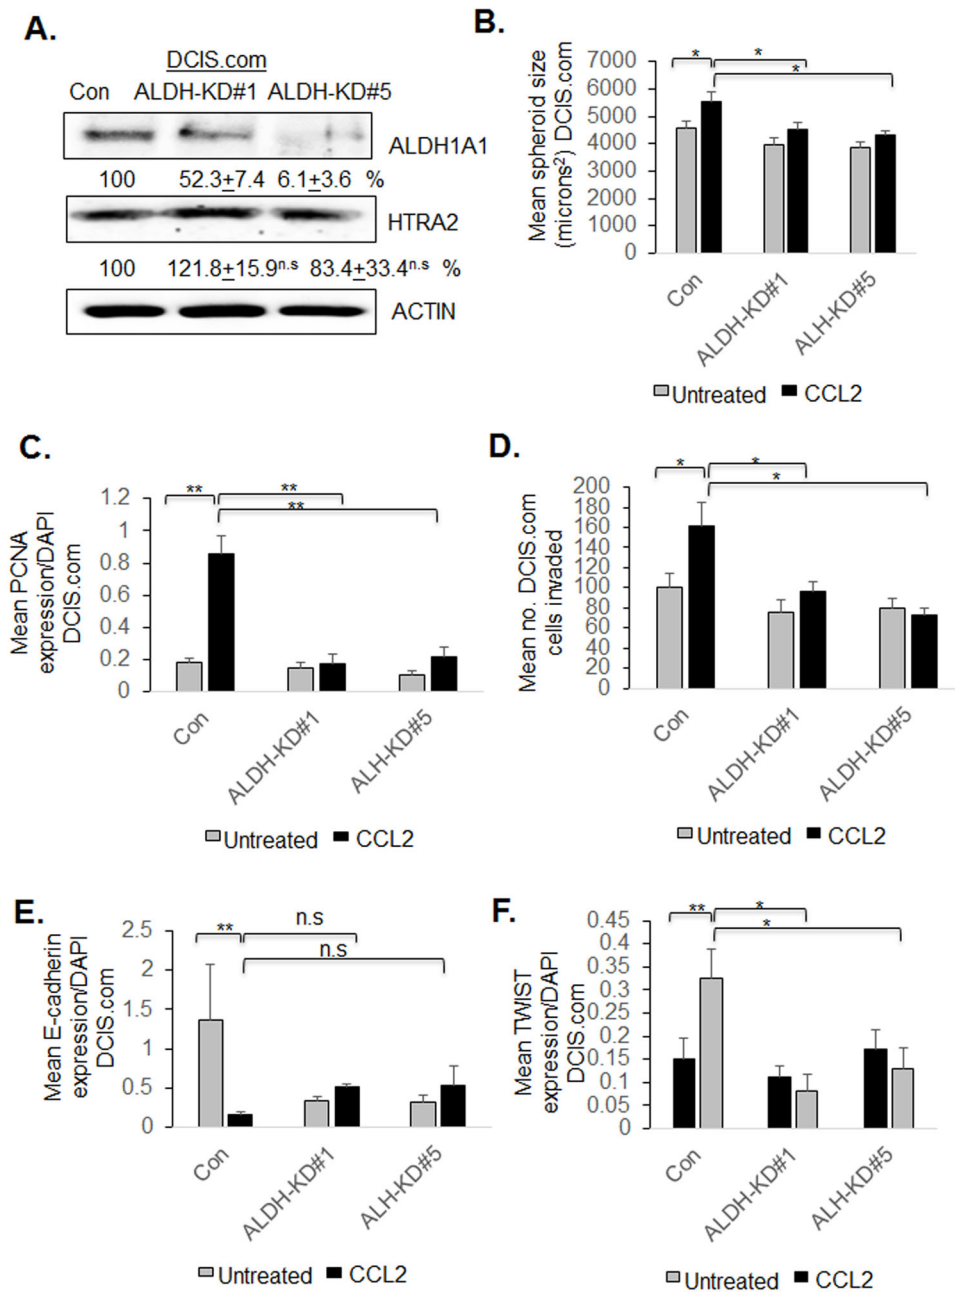 A.
DCIS.com
Con ALDH-KD#1 ALDH-KD#5
ALDH1A1
100 52.3+7.4 6.1+3.6 %
HTRA2
100 121.8+15.9n.s 83.4+33.4n.s %
ACTIN
B.
Mean spheroid size
(microns2) DCIS.com
7000
6000
5000
4000
3000
2000
1000
0
* *
*
Con
ALDH-KD#1
ALH-KD#5
Untreated CCL2
C.
Mean PCNA
expression/DAPI
DCIS.com
1.2
1
0.8
0.6
0.4
0.2
0
** **
**
Con
ALDH-KD#1
ALH-KD#5
Untreated CCL2
D.
Mean no. DCIS.com
cells invaded
200
180
160
140
120
100
80
60
40
20
0
* *
*
Con
ALDH-KD#1
ALDH-KD#5
Untreated CCL2
E.
Mean E-cadherin
expression/DAPI
DCIS.com
2.5
2
1.5
1
0.5
0
** n.s
n.s
Con
ALDH-KD#1
ALH-KD#5
Untreated CCL2
F.
Mean TWIST
expression/DAPI
DCIS.com
0.45
0.4
0.35
0.3
0.25
0.2
0.15
0.1
0.05
0
** *
*
Con
ALDH-KD#1
ALH-KD#5
Untreated CCL2